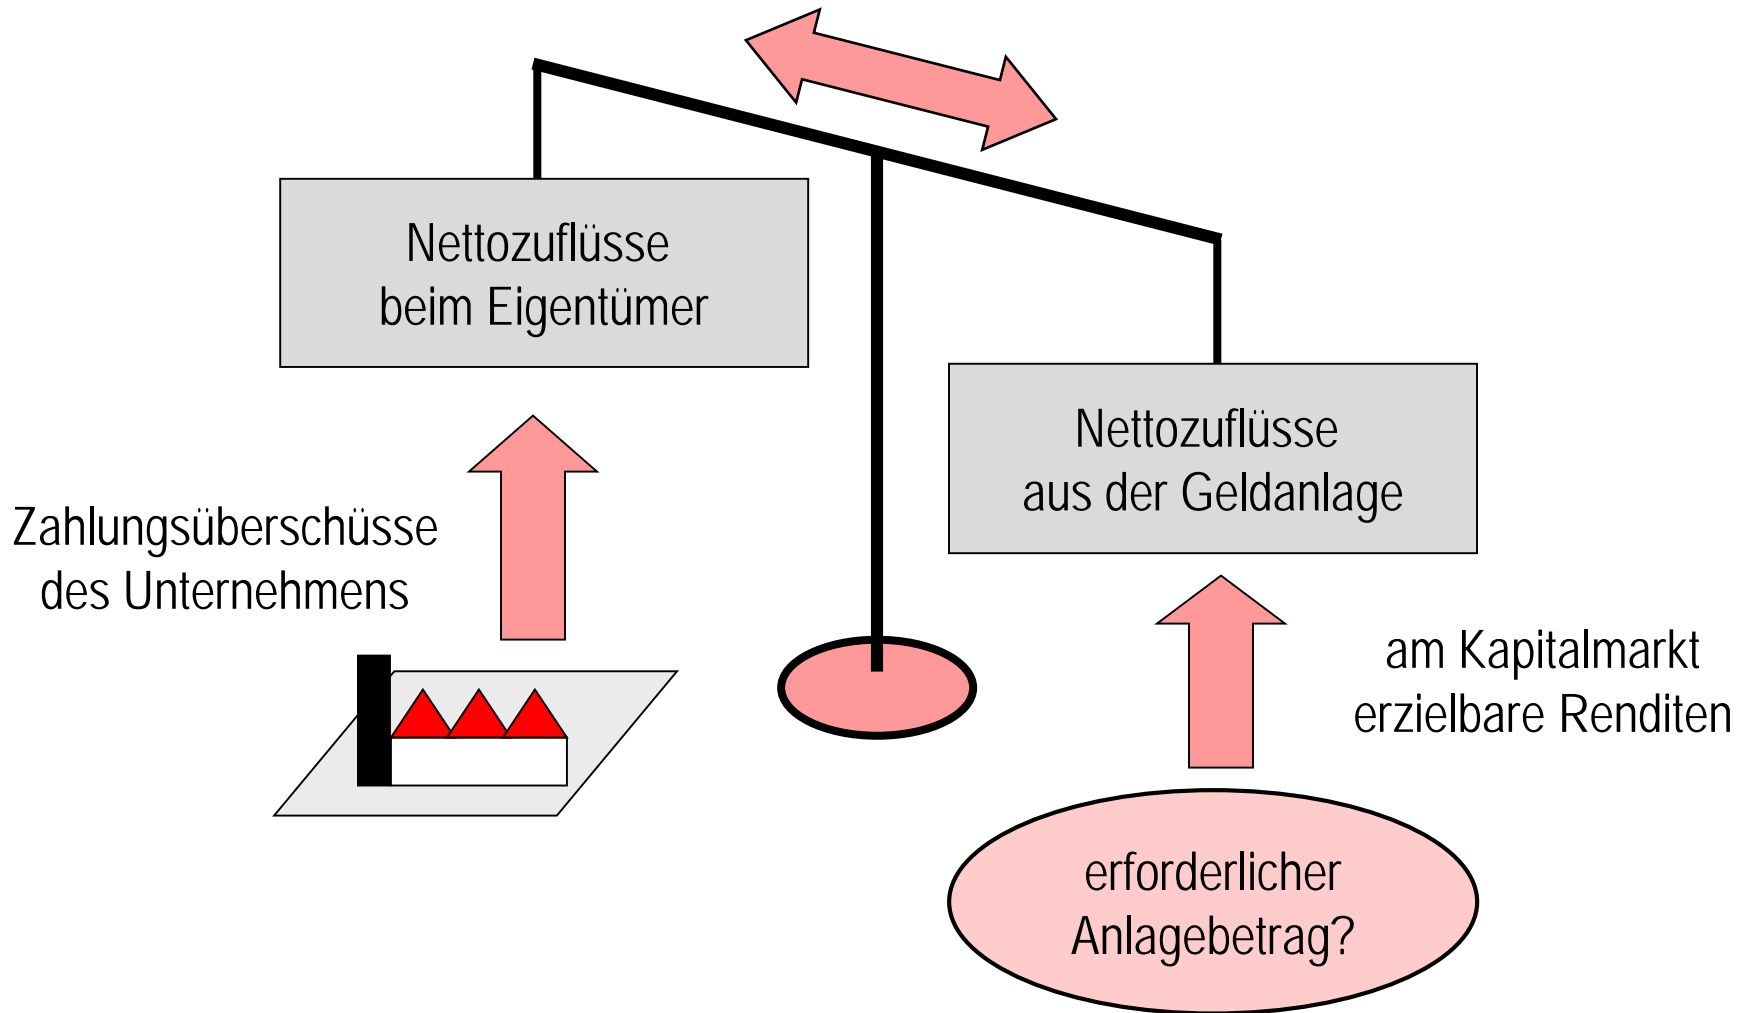 Nettozuflüsse
beim Eigentümer
Nettozuflüsse
aus der Geldanlage
Zahlungsüberschüsse
des Unternehmens
am Kapitalmarkt
erzielbare Renditen
erforderlicher
Anlagebetrag?